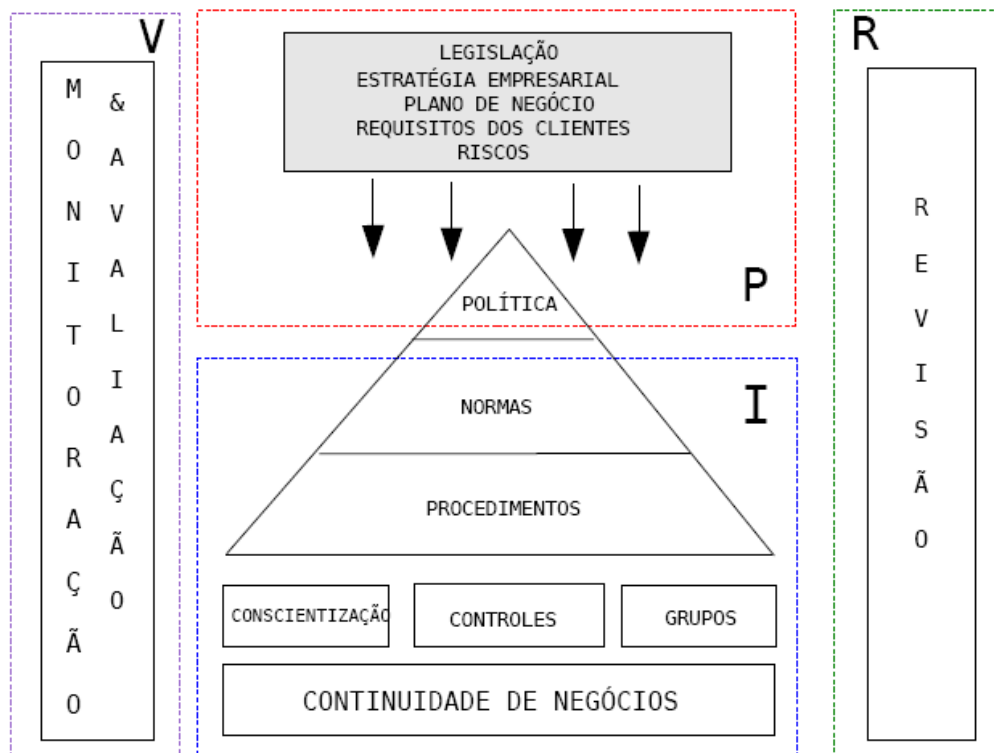 V
MONITORAÇÃO
& AVALIAÇÃO
LEGISLAÇÃO
ESTRATÉGIA EMPRESARIAL
PLANO DE NEGÓCIO
REQUISITOS DOS CLIENTES
RISCOS
P
POLÍTICA
I
NORMAS
PROCEDIMENTOS
CONSCIENTIZAÇÃO
CONTROLES
GRUPOS
CONTINUIDADE DE NEGÓCIOS
R
REVISÃO